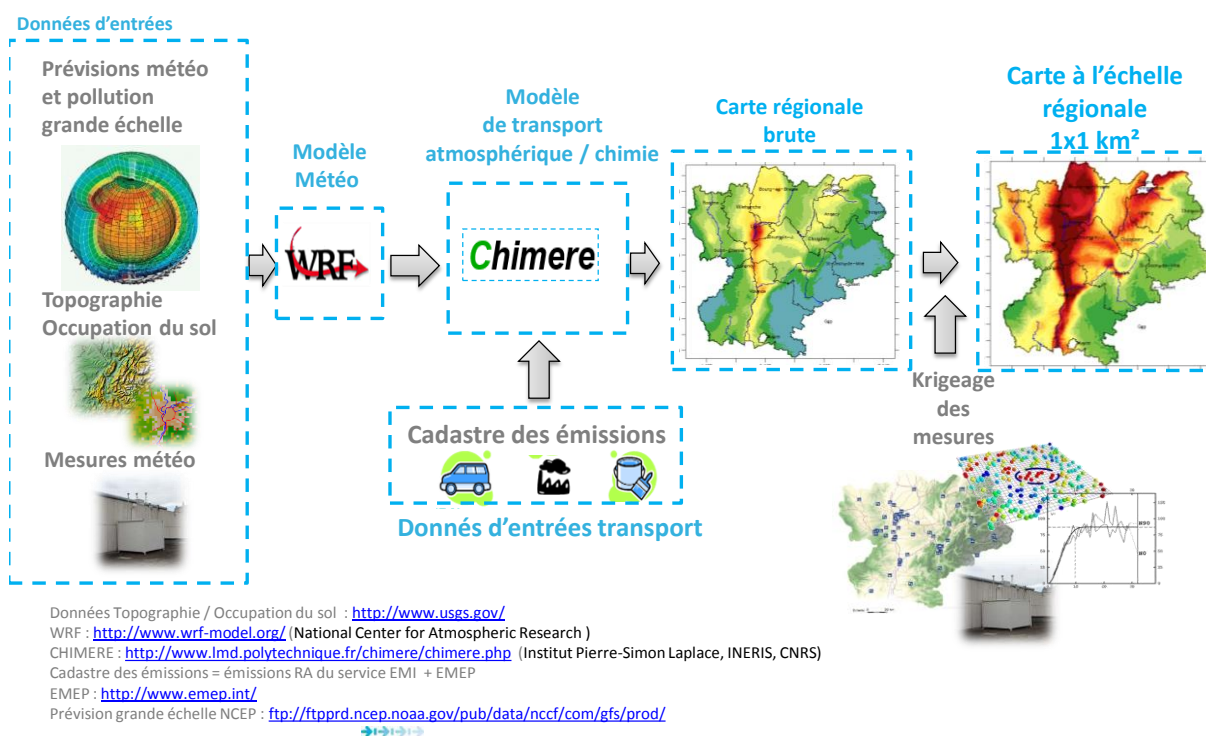 Données d'entrées
Prévisions météo
et pollution
grande échelle
Topographie
Occupation du sol
Mesures météo
Modèle
Météo
WRF
Modèle
de transport
atmosphérique / chimie
Chimere
Cadastre des émissions
Donnés d'entrées transport
Carte régionale
brute
Carte à l'échelle
régionale
1x1 km²
Krigeage
des
mesures
Données Topographie / Occupation du sol : http://www.usgs.gov/
WRF : http://www.wrf-model.org/ (National Center for Atmospheric Research )
CHIMERE : http://www.lmd.polytechnique.fr/chimere/chimere.php (Institut Pierre-Simon Laplace, INERIS, CNRS)
Cadastre des émissions = émissions RA du service EMI + EMEP
EMEP : http://www.emep.int/
Prévision grande échelle NCEP : ftp://ftpprd.ncep.noaa.gov/pub/data/nccf/com/gfs/prod/